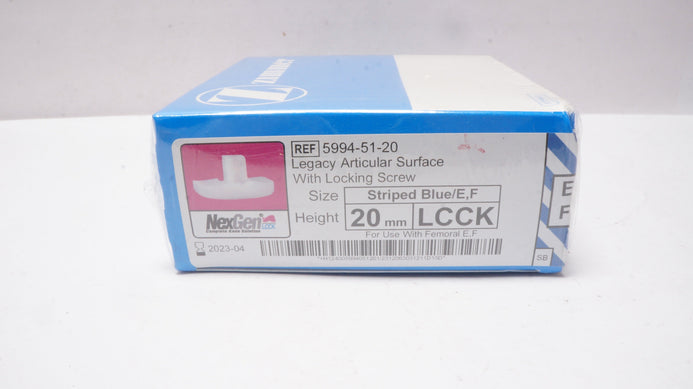 ZIMMER
REF 5994-51-20
Legacy Articular Surface
With Locking Screw
Size Striped Blue/E,F
Height 20 mm LCCK
For Use With Femoral E,F
NexGen
Complete Knee Solution
2023-04
E
F
SB